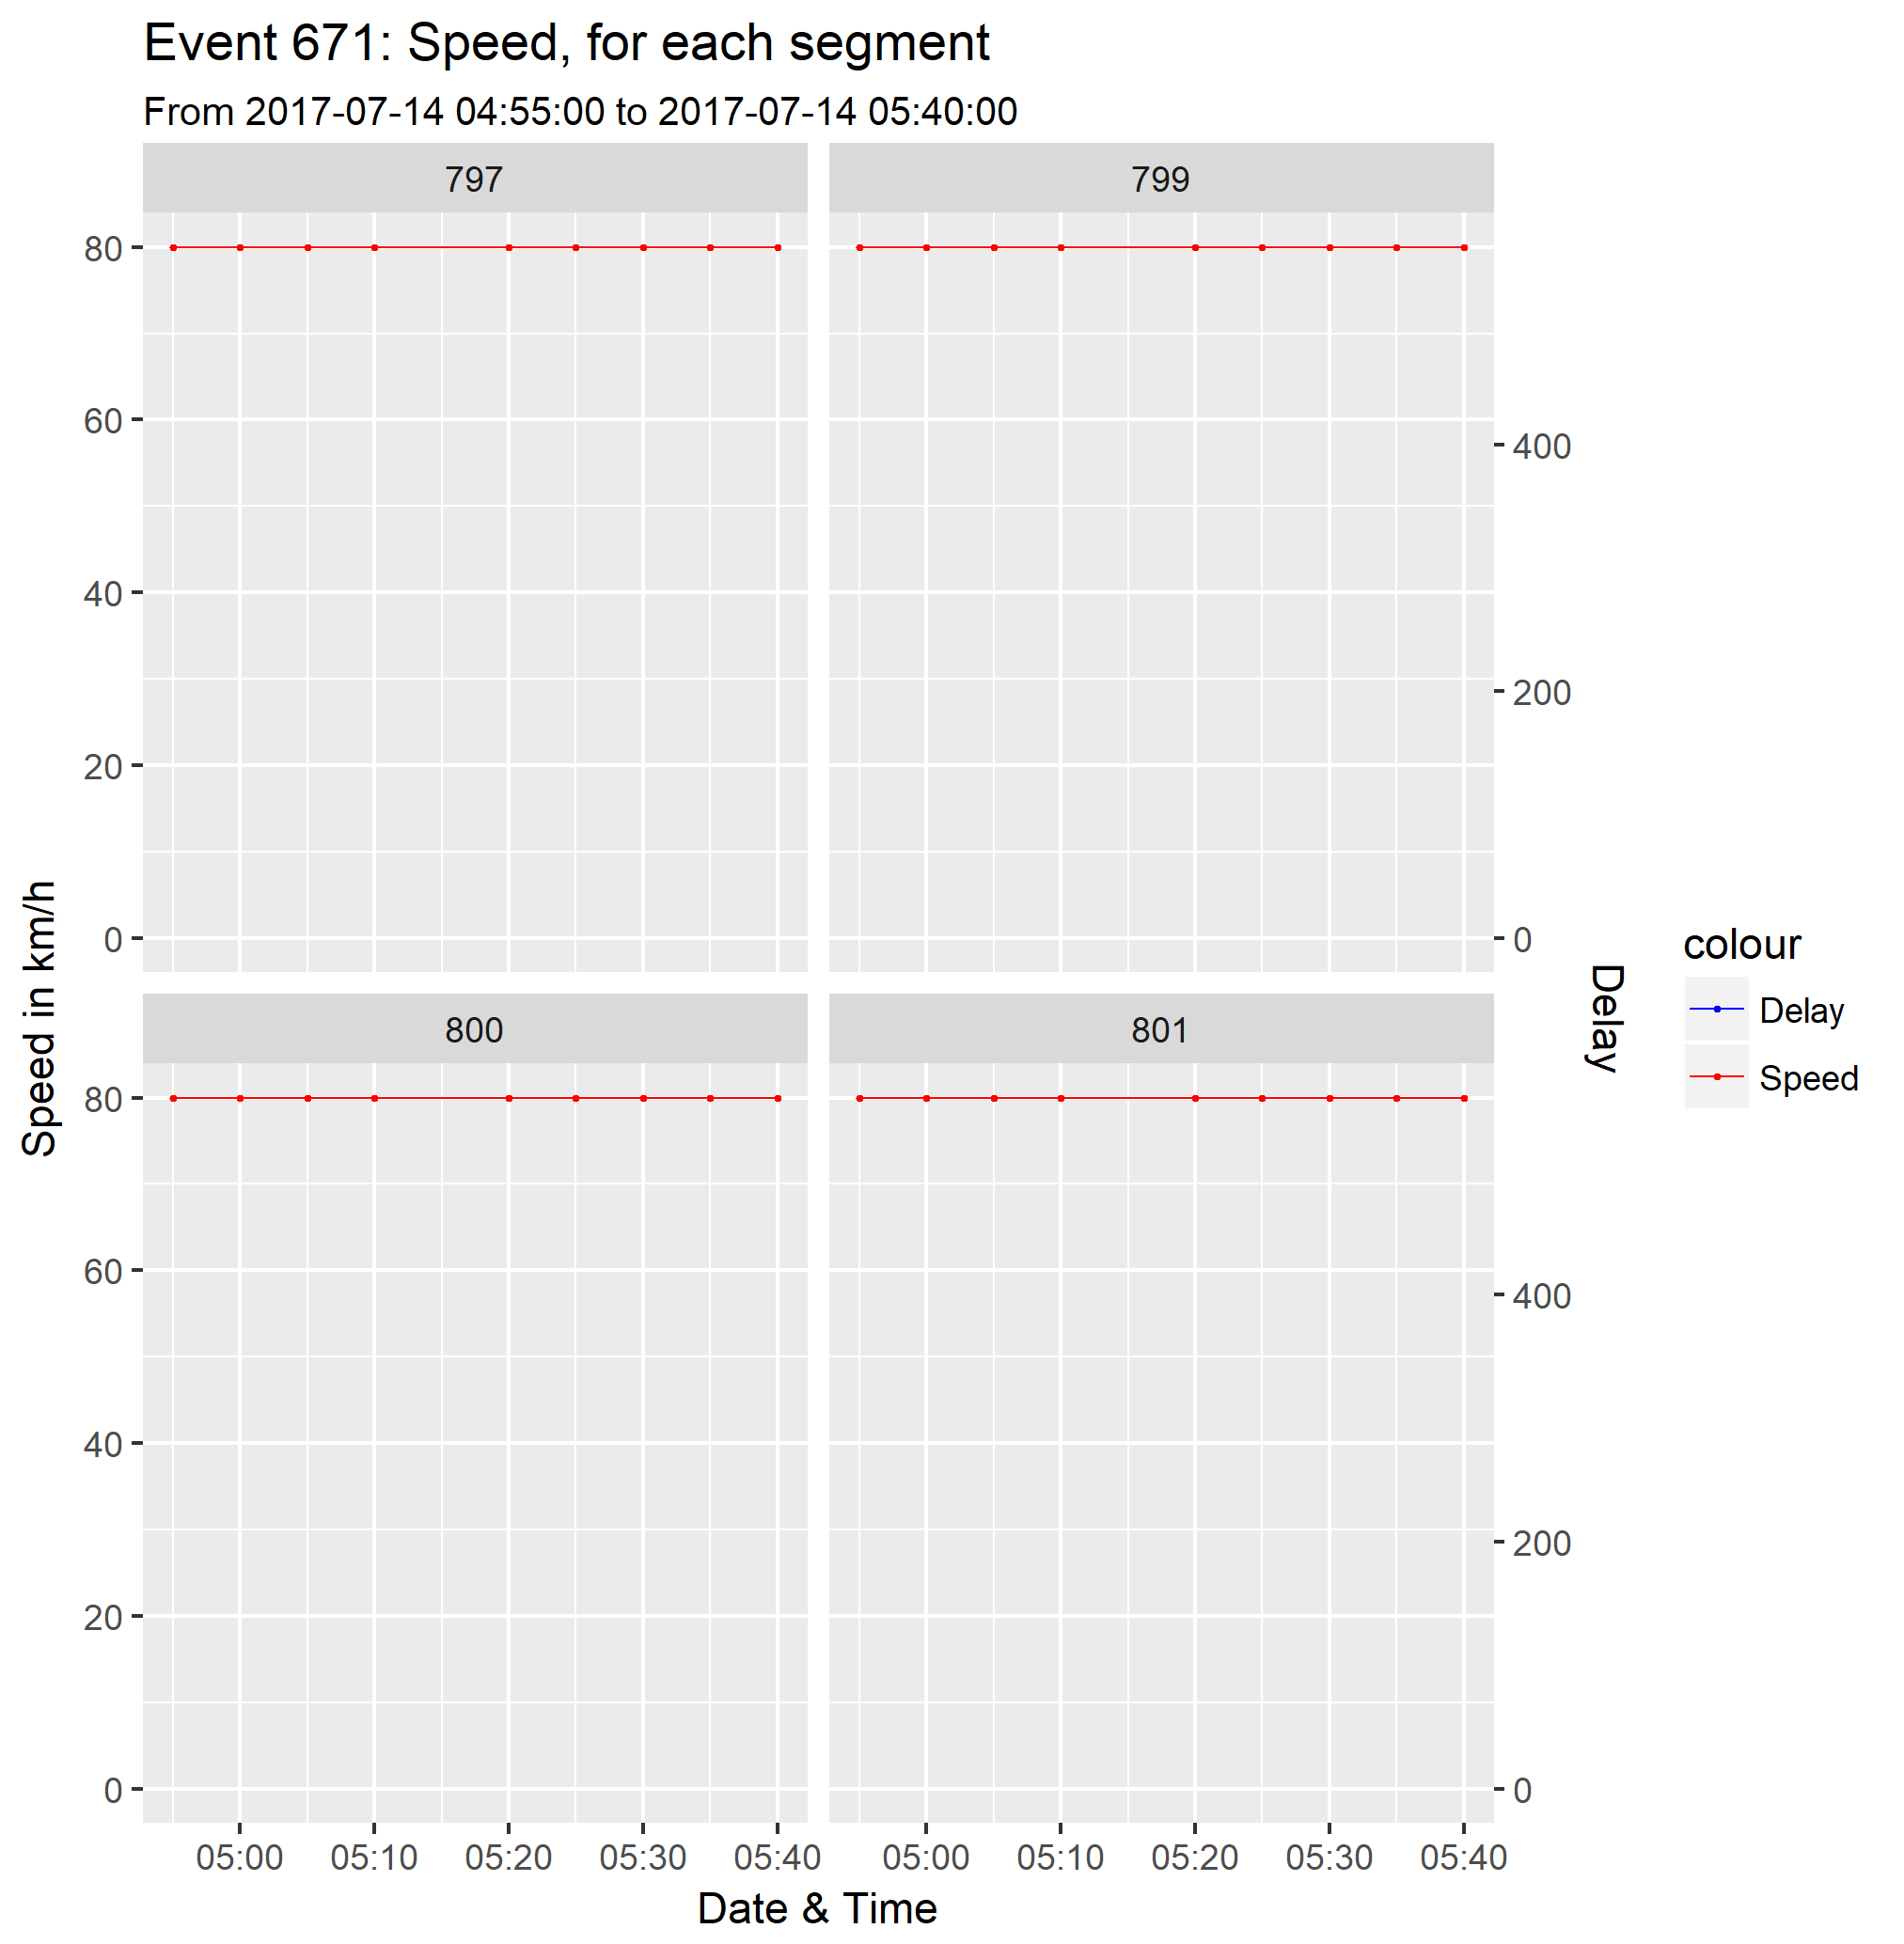 Event 671: Speed, for each segment
From 2017-07-14 04:55:00 to 2017-07-14 05:40:00
797
799
80
60
40
20
0
400
200
0
Speed in km/h
Delay
colour
Delay
Speed
800
801
80
60
40
20
0
400
200
0
05:00 05:10 05:20 05:30 05:40
05:00 05:10 05:20 05:30 05:40
Date & Time